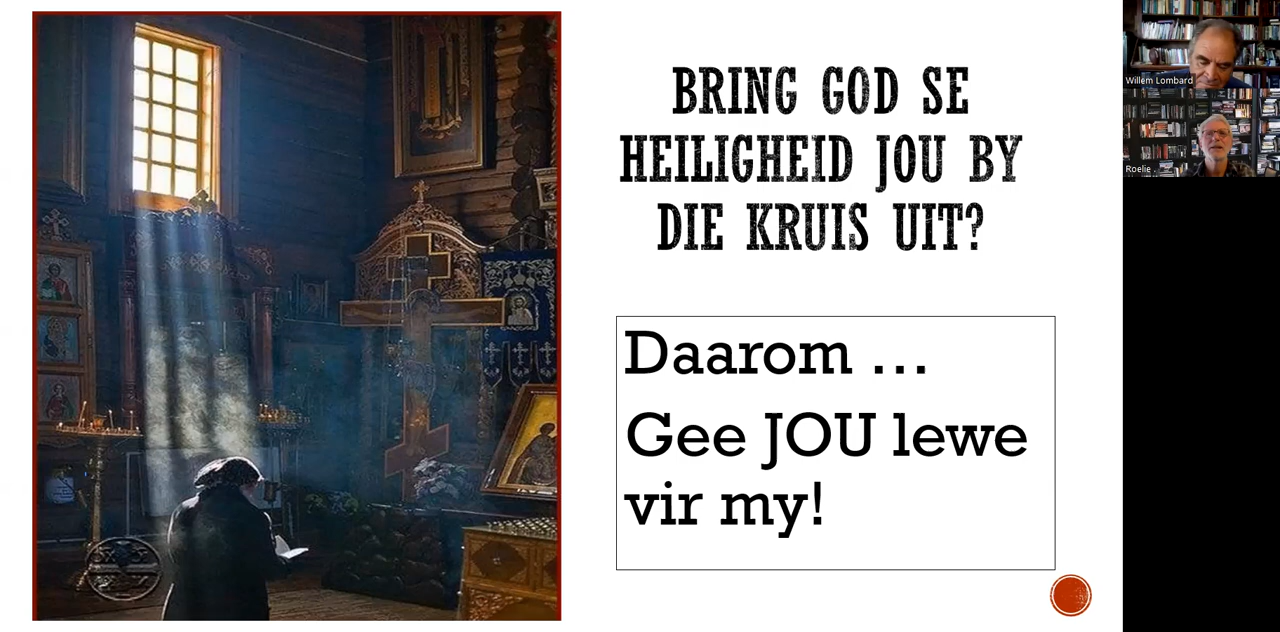 BRING GOD SE
HEILIGHEID JOU BY
DIE KRUIS UIT?
Daarom ...
Gee JOU lewe
vir my!
Willem Lombard
Roelie .